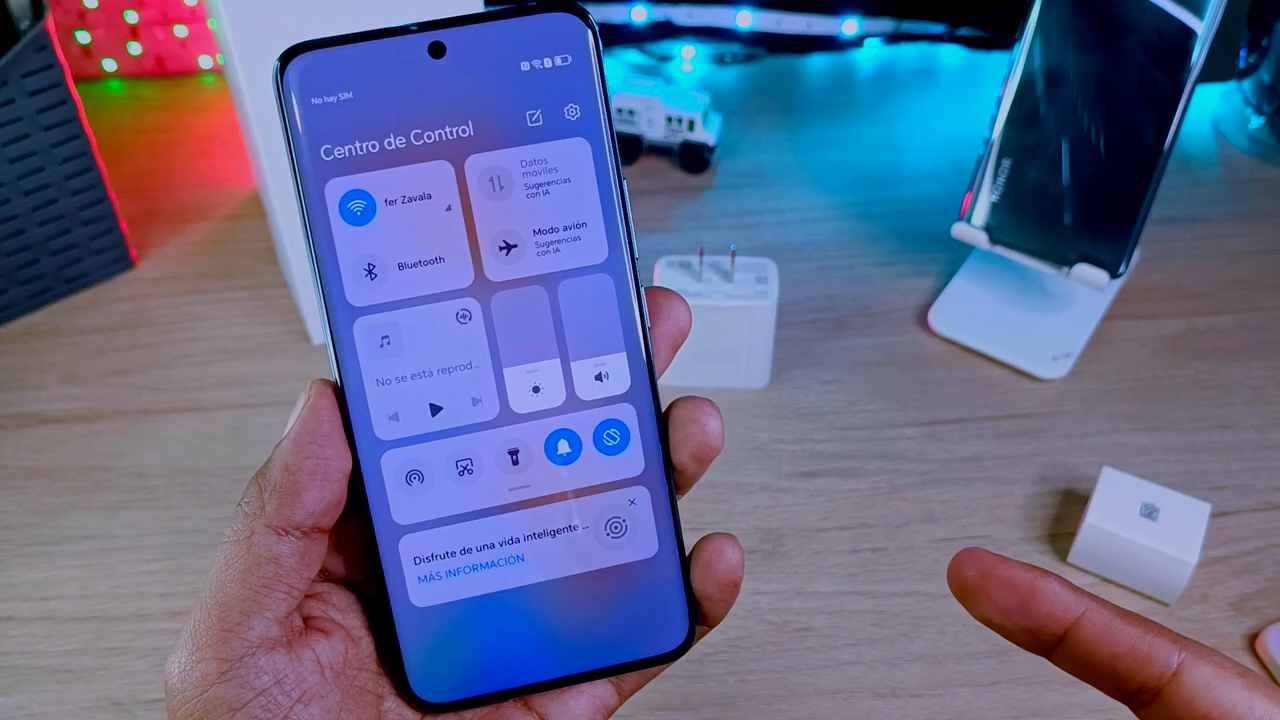 No hay SIM
Centro de Control
fer Zavala
Bluetooth
Datos
móviles
Sugerencias
con IA
Modo avión
Sugerencias
con IA
No se está reprod...
Disfrute de una vida inteligente ...
MÁS INFORMACIÓN
HONOR